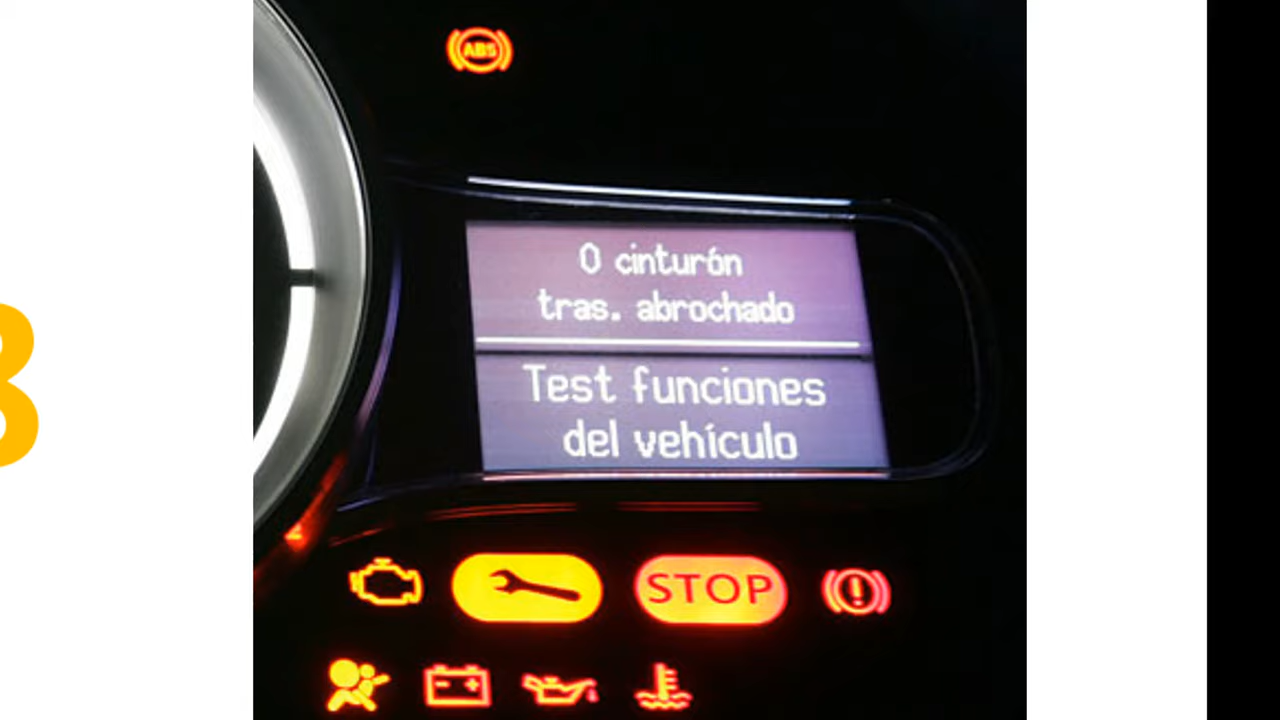 ABS
0 cinturón
tras. abrochado
Test funciones
del vehículo
STOP